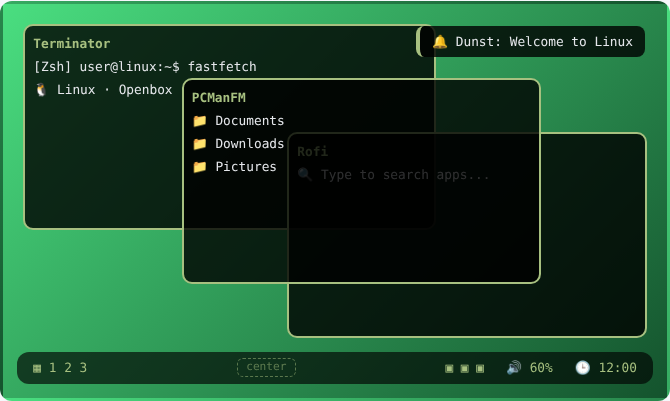 Terminator
[Zsh] user@linux:~$ fastfetch
Linux · Openbox
Dunst: Welcome to Linux
PCManFM
Documents
Downloads
Pictures
Rofi
Type to search apps...
1 2 3
center
60%
12:00